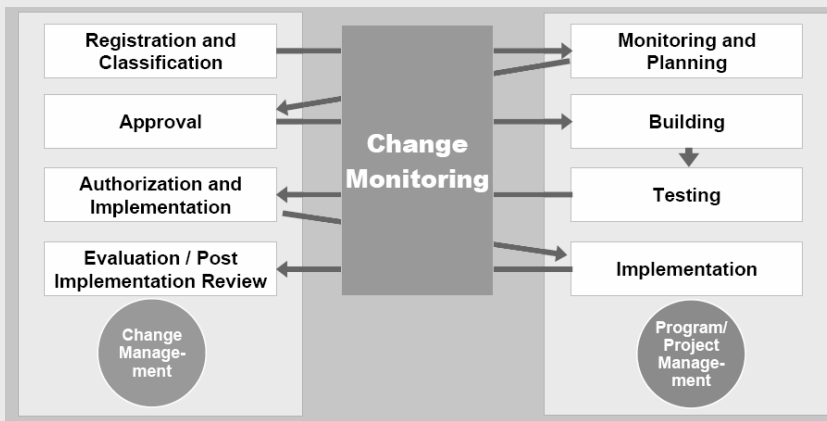 Registration and
Classification
Approval
Authorization and
Implementation
Evaluation / Post
Implementation Review
Change
Manage-
ment
Change
Monitoring
Monitoring and
Planning
Building
Testing
Implementation
Program/
Project
Manage-
ment